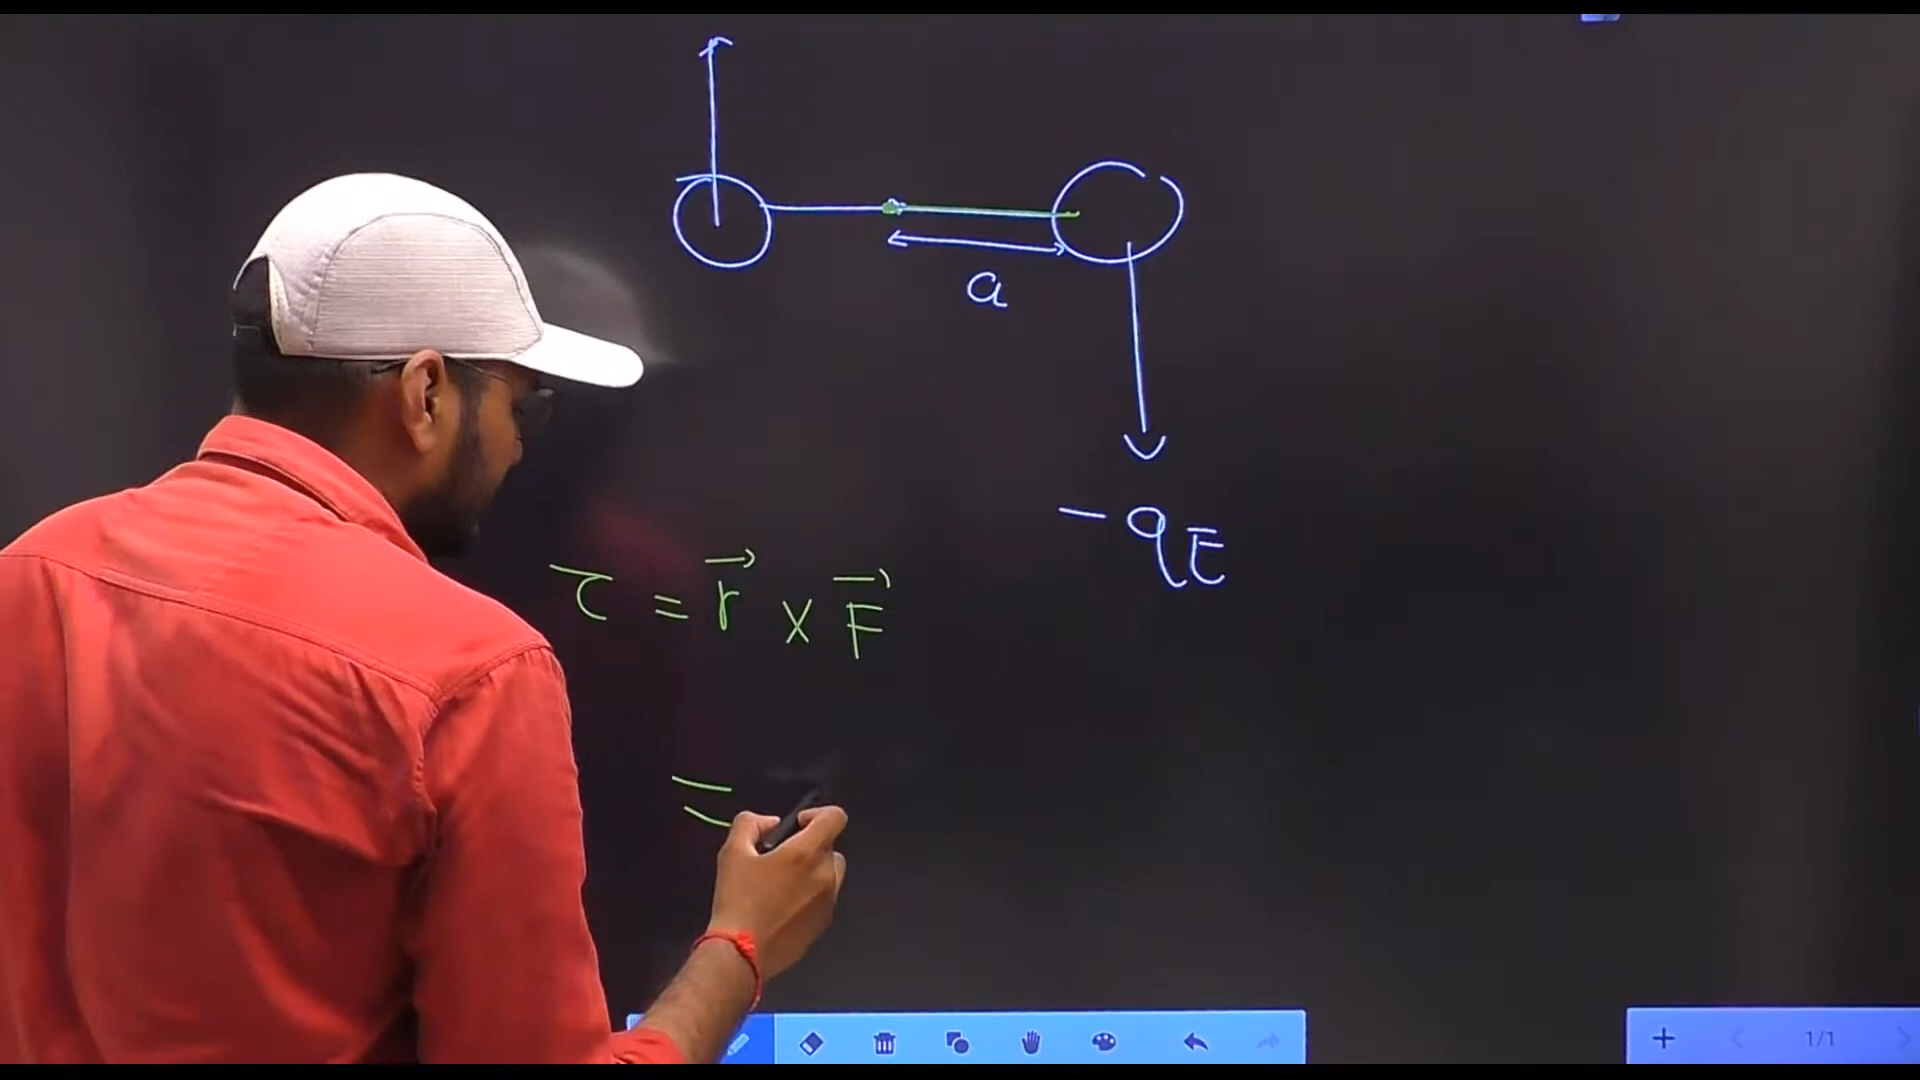 a
-qE
τ = r⃗ × F⃗
=
1/1